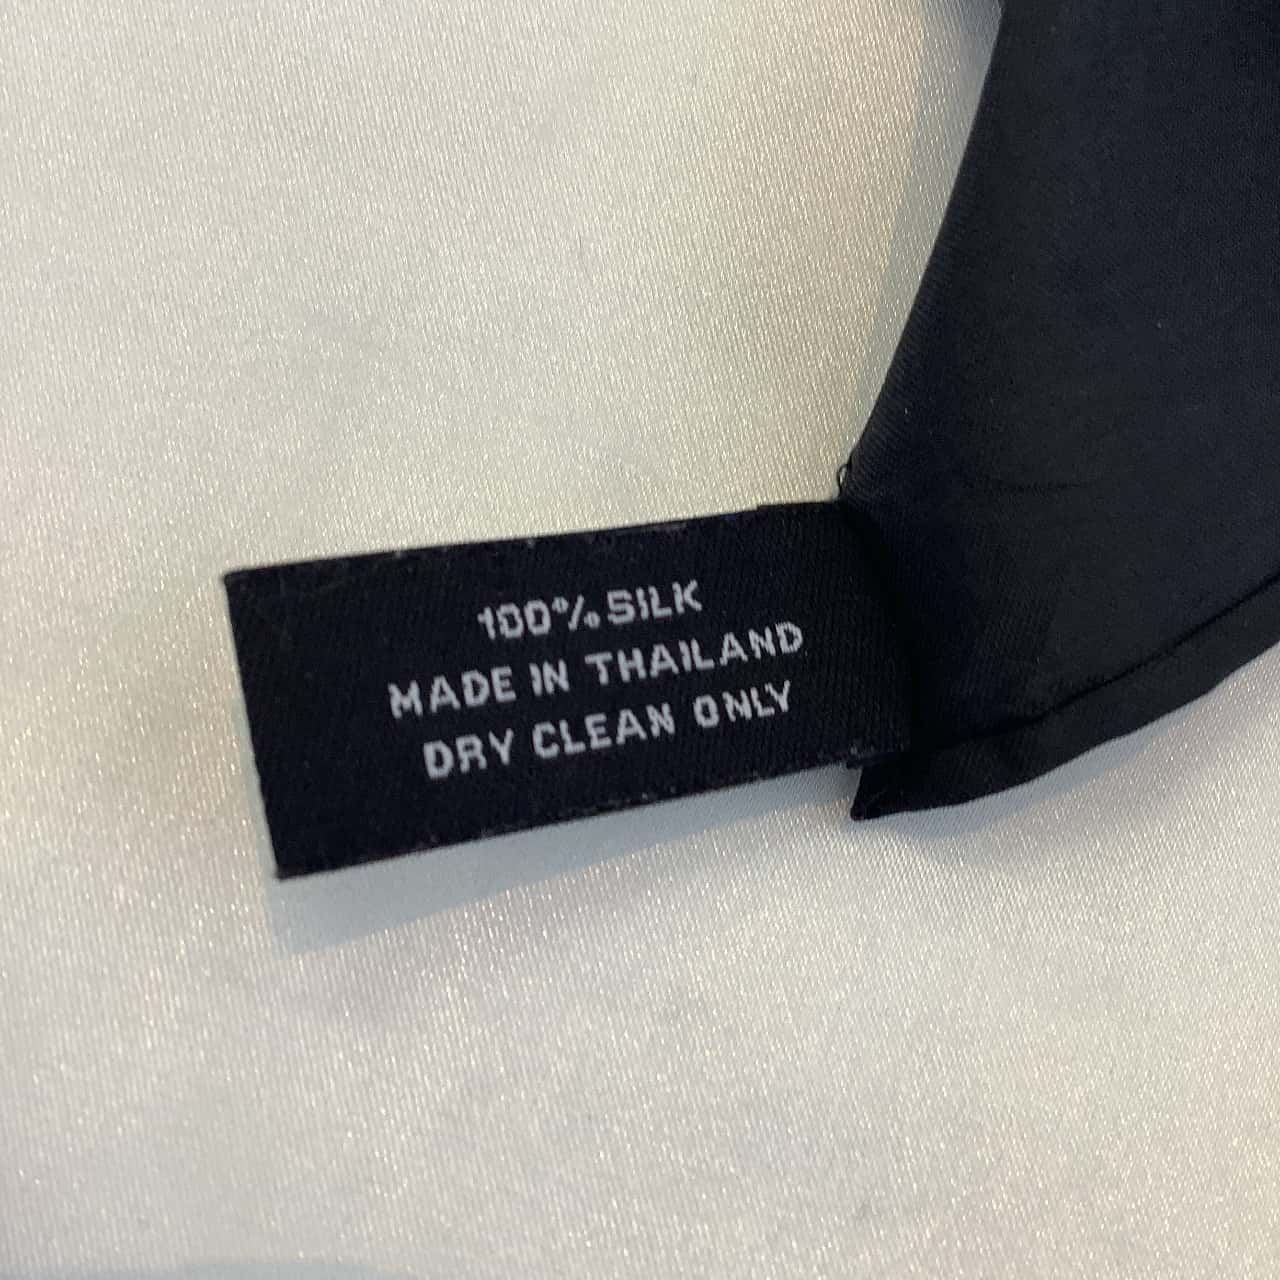 100% SILK
MADE IN THAILAND
DRY CLEAN ONLY